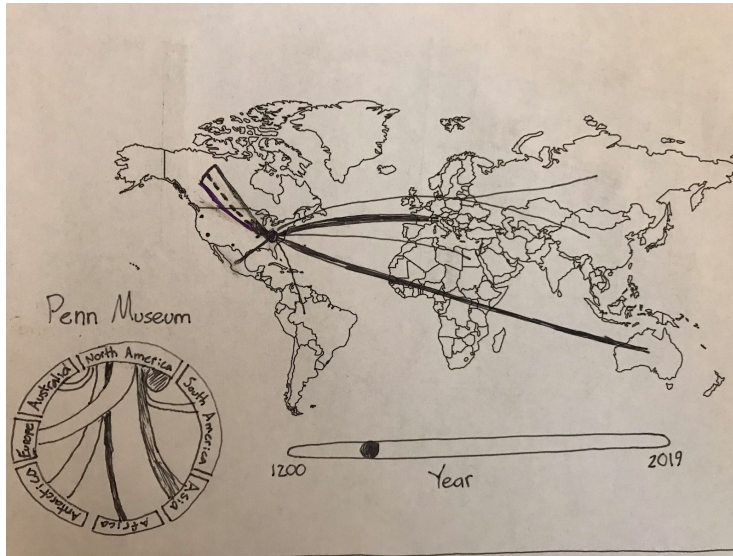 Penn Museum
North America
South America
Asia
Africa
Antarctica
Europe
Australia
1200
2019
Year